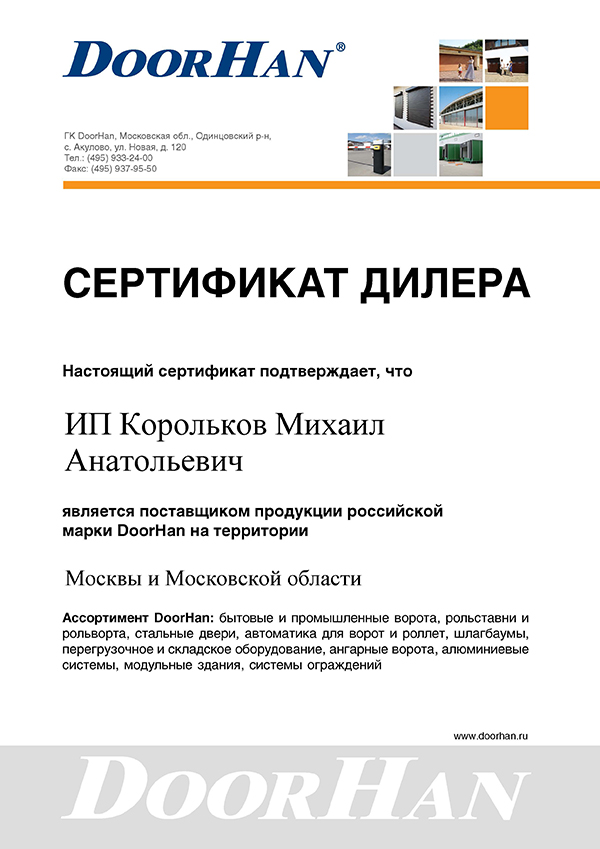 DOORHAN®
ГК DoorHan, Московская обл., Одинцовский р-н,
с. Акулово, ул. Новая, д. 120
Тел.: (495) 933-24-00
Факс: (495) 937-95-50
СЕРТИФИКАТ ДИЛЕРА
Настоящий сертификат подтверждает, что
ИП Корольков Михаил
Анатольевич
является поставщиком продукции российской
марки DoorHan на территории
Москвы и Московской области
Ассортимент DoorHan: бытовые и промышленные ворота, рольставни и
рольворта, стальные двери, автоматика для ворот и роллет, шлагбаумы,
перегрузочное и складское оборудование, ангарные ворота, алюминиевые
системы, модульные здания, системы ограждений
www.doorhan.ru
DOORHAN